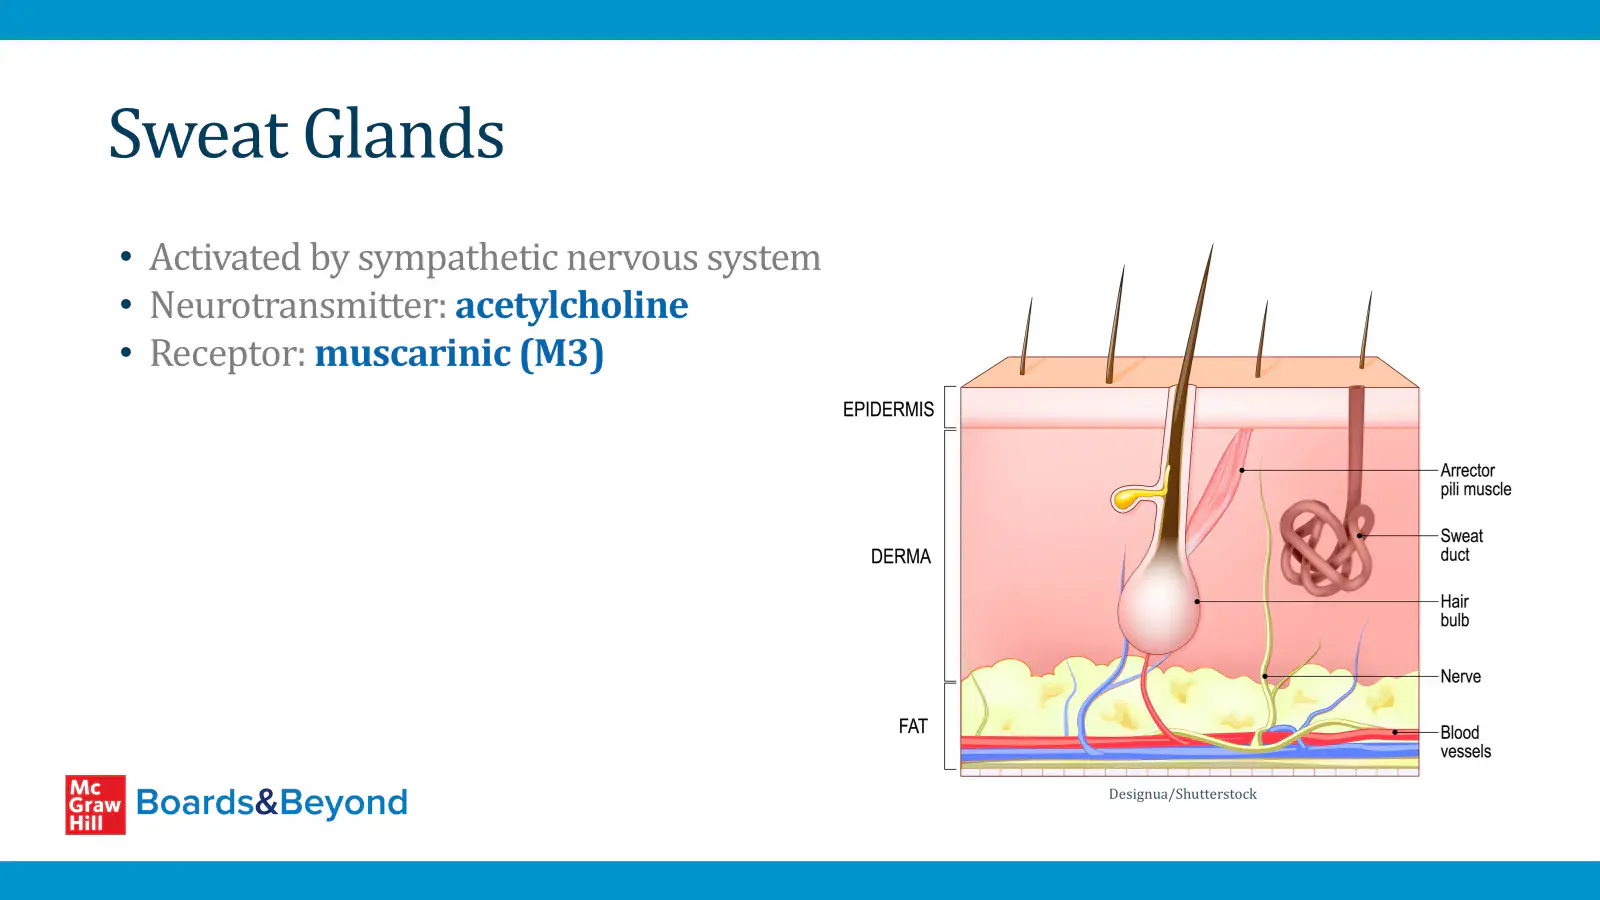 Sweat Glands
• Activated by sympathetic nervous system
• Neurotransmitter: acetylcholine
• Receptor: muscarinic (M3)
EPIDERMIS
DERMA
FAT
Arrector
pili muscle
Sweat
duct
Hair
bulb
Nerve
Blood
vessels
Designua/Shutterstock
Mc
Graw
Hill
Boards&Beyond